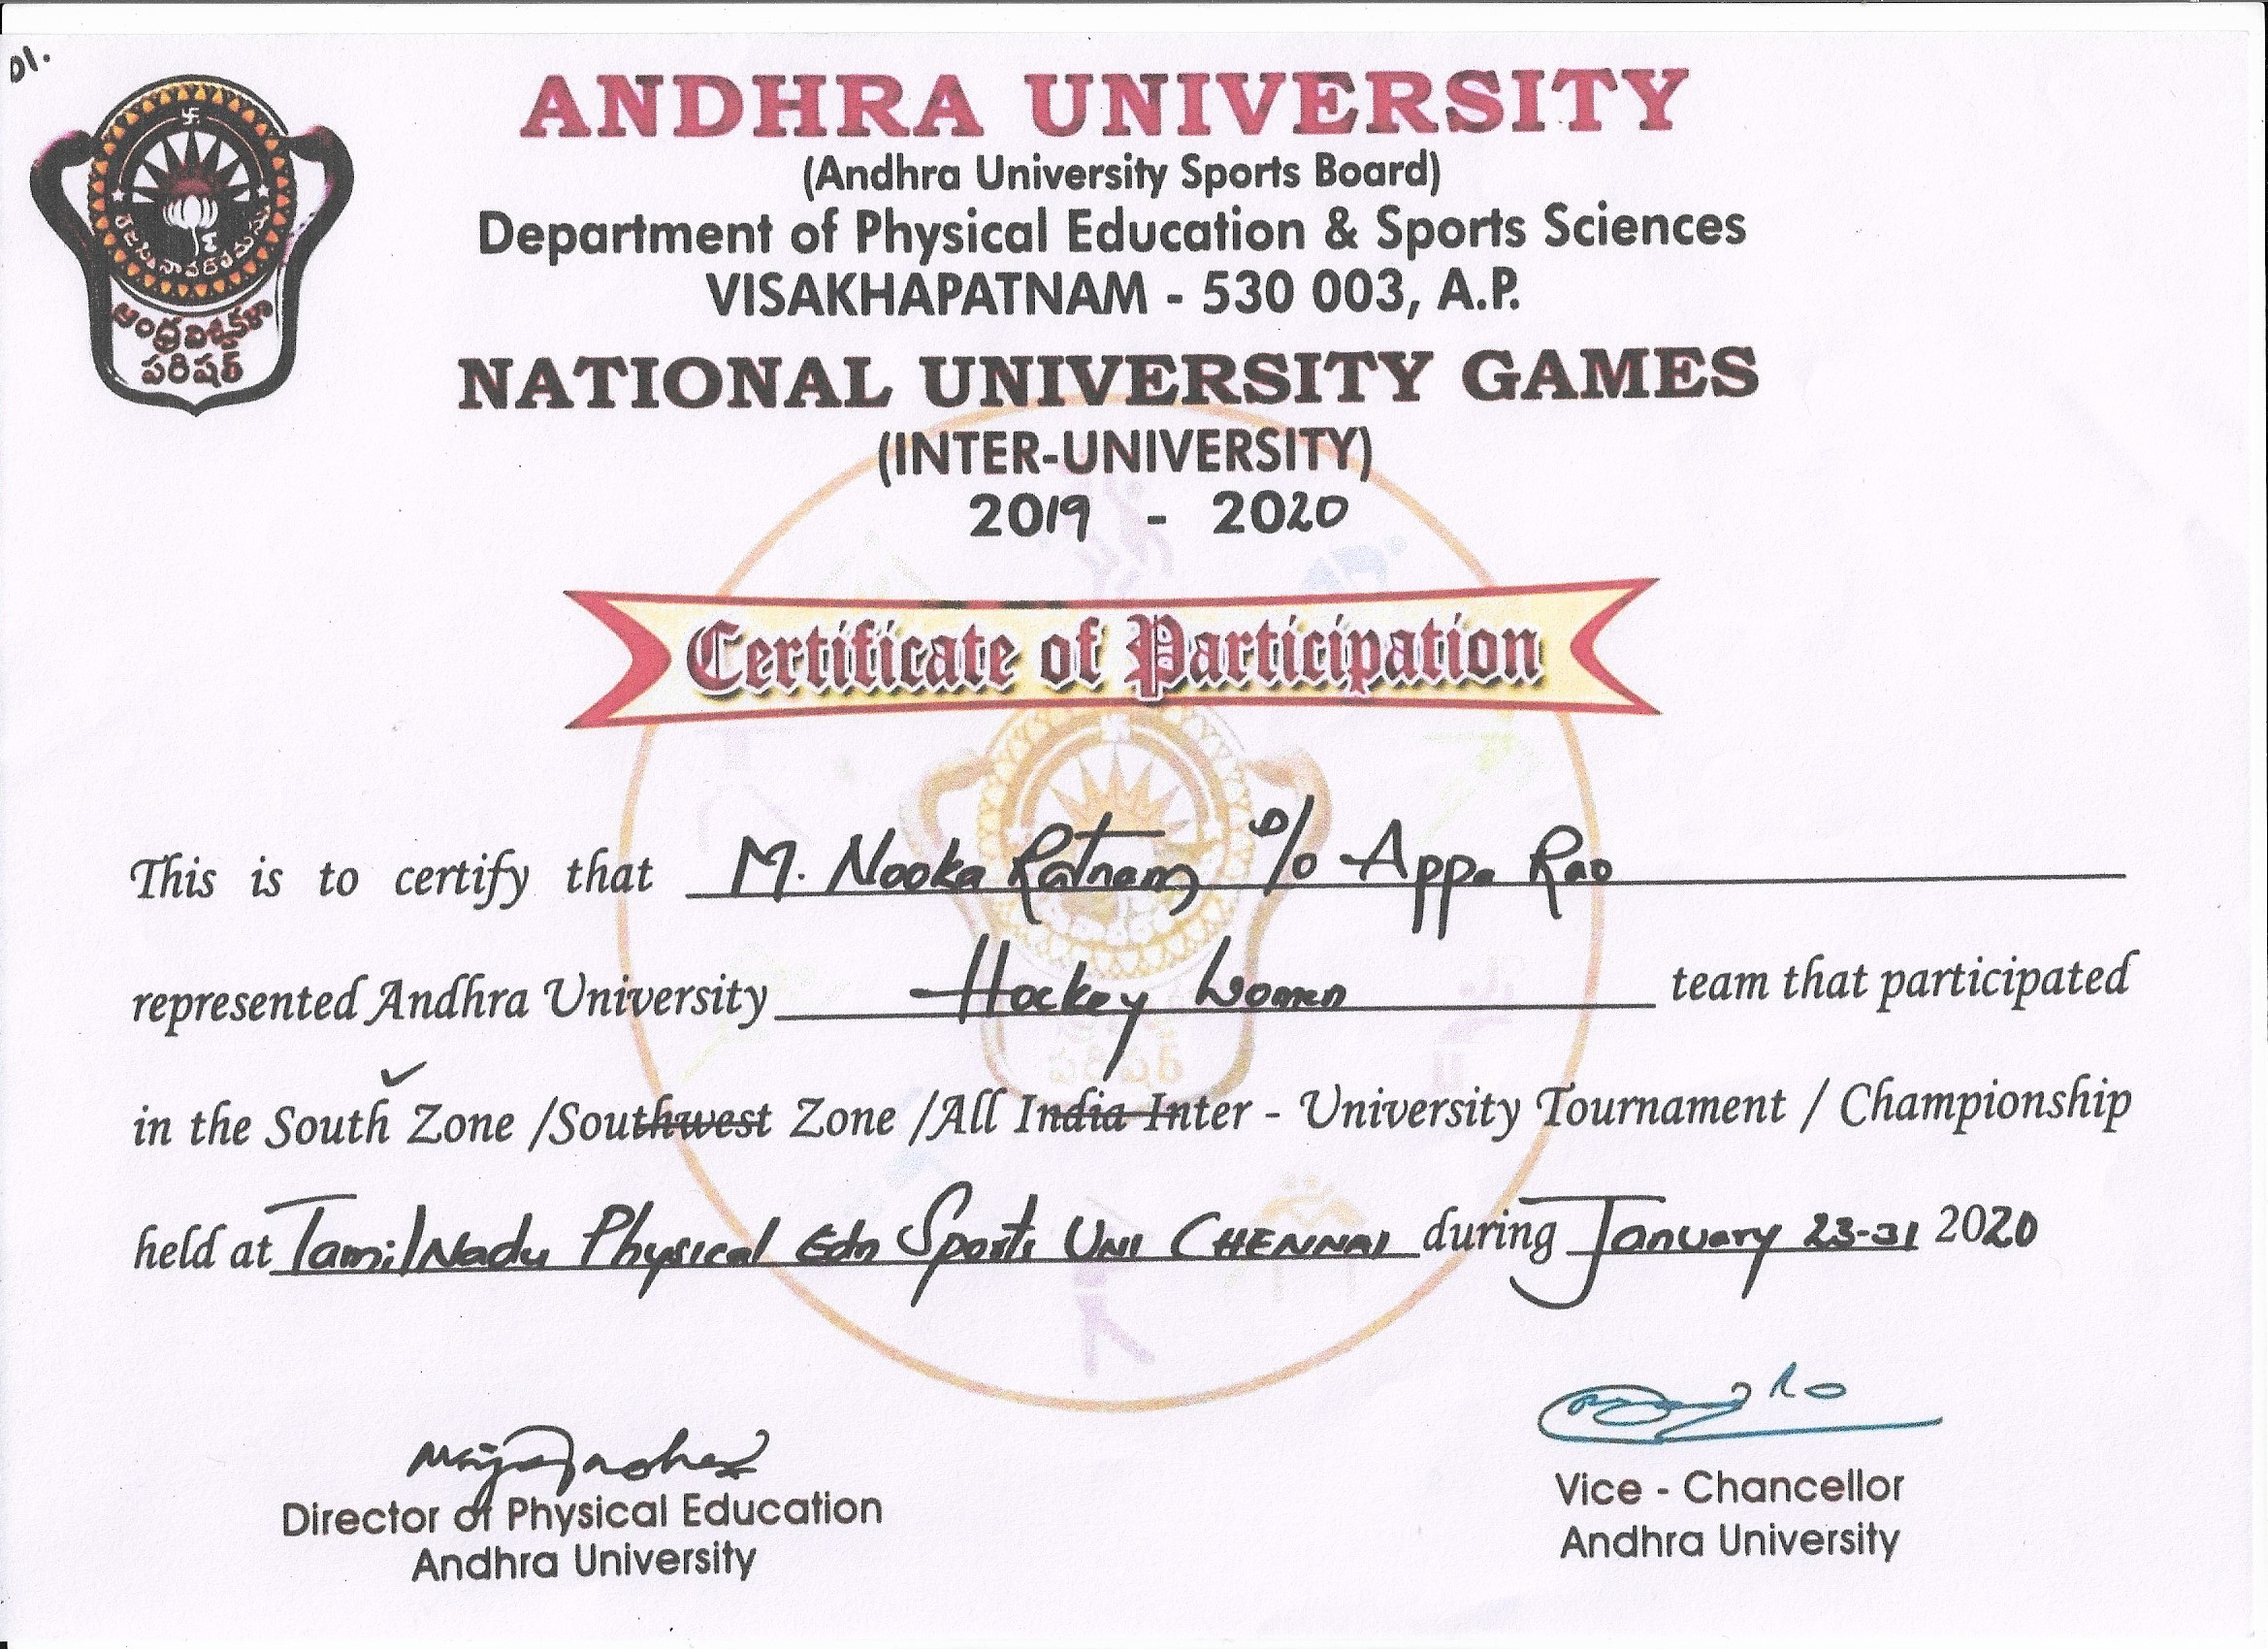 01.
ANDHRA UNIVERSITY
(Andhra University Sports Board)
Department of Physical Education & Sports Sciences
VISAKHAPATNAM - 530 003, A.P.
ఆంధ్ర విశ్వకళా
పరిషత్
NATIONAL UNIVERSITY GAMES
(INTER-UNIVERSITY)
2019 - 2020
Certificate of Participation
This is to certify that M. Nooka Ratnam D/o Appa Rao
represented Andhra University Hockey Women team that participated
in the South Zone /Southwest Zone /All India Inter - University Tournament / Championship
held at TamilNadu Physical Edn Sports Uni CHENNAI during January 23-31 2020
Director of Physical Education
Andhra University
Vice - Chancellor
Andhra University